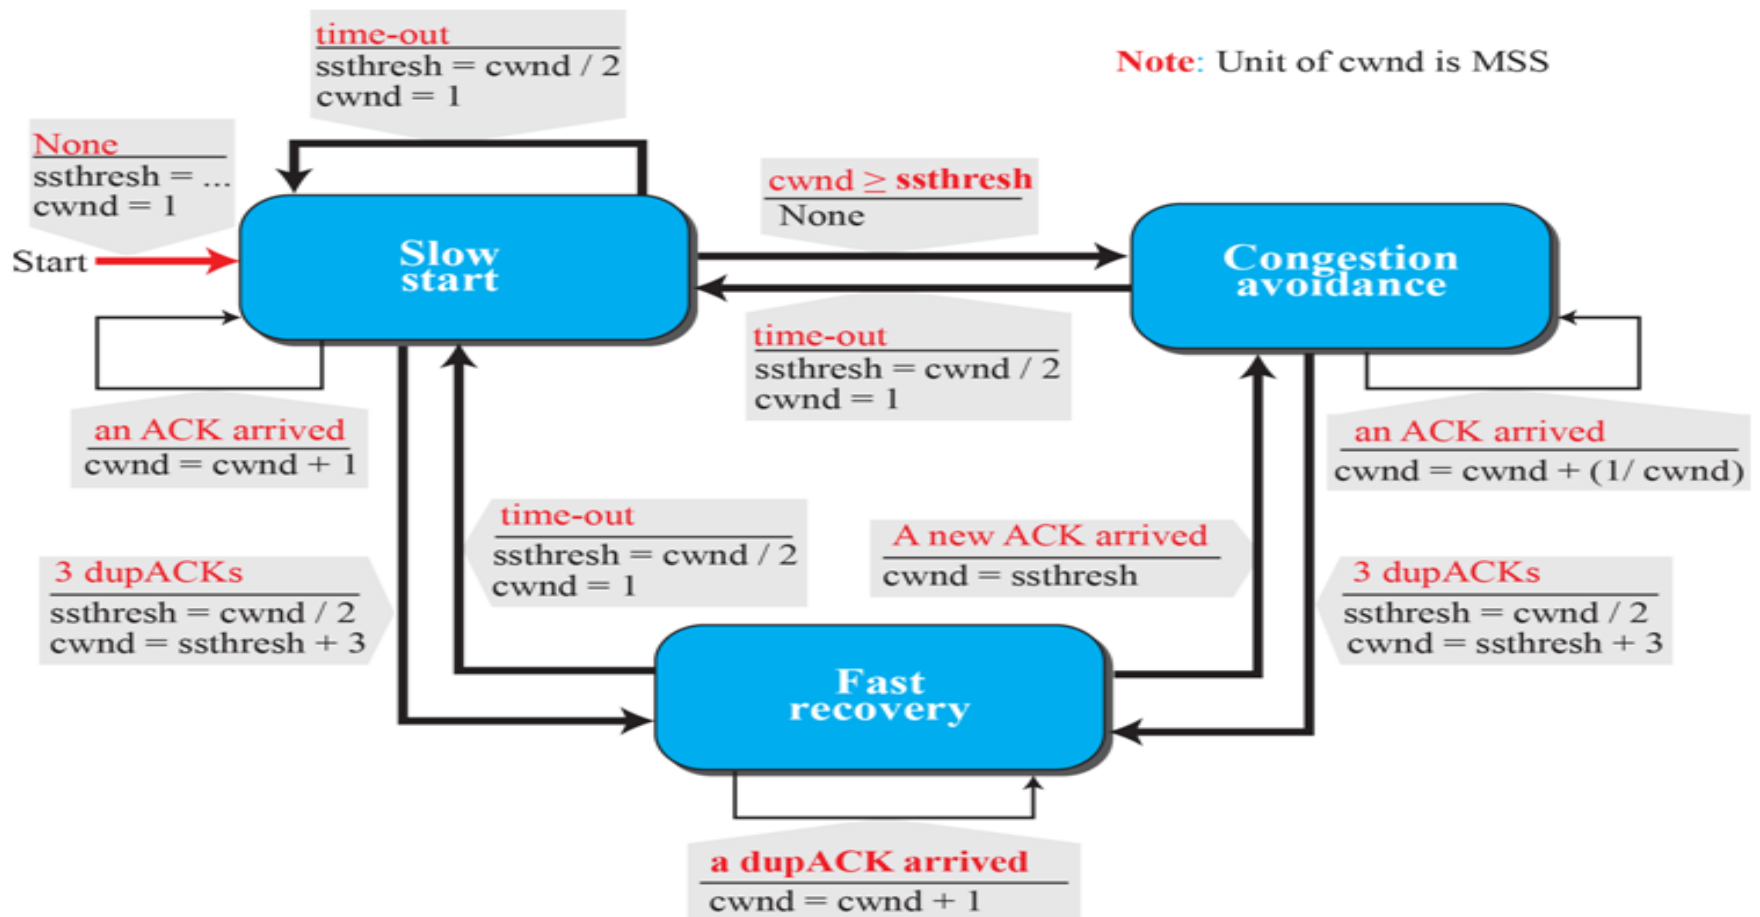 time-out
ssthresh = cwnd / 2
cwnd = 1
Note: Unit of cwnd is MSS
None
ssthresh = ...
cwnd = 1
Start
Slow
start
cwnd ≥ ssthresh
None
Congestion
avoidance
time-out
ssthresh = cwnd / 2
cwnd = 1
an ACK arrived
cwnd = cwnd + 1
an ACK arrived
cwnd = cwnd + (1/ cwnd)
time-out
ssthresh = cwnd / 2
cwnd = 1
A new ACK arrived
cwnd = ssthresh
3 dupACKs
ssthresh = cwnd / 2
cwnd = ssthresh + 3
3 dupACKs
ssthresh = cwnd / 2
cwnd = ssthresh + 3
Fast
recovery
a dupACK arrived
cwnd = cwnd + 1